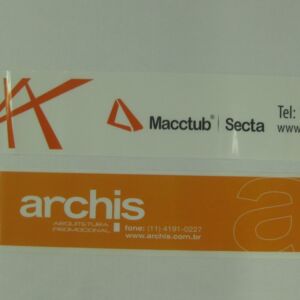 Macctub® | Secta
Tel:
www.
archis
ARQUITETURA
PROMOCIONAL
fone: (11) 4191-0227
www.archis.com.br
a